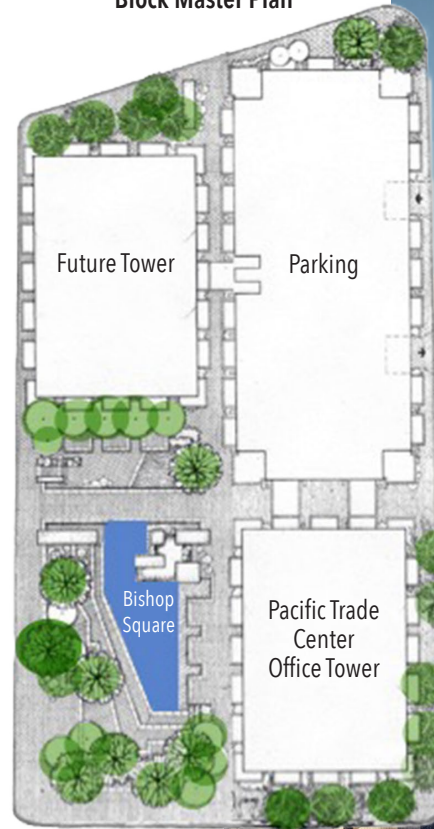 Block Master Plan
Future Tower
Parking
Bishop
Square
Pacific Trade
Center
Office Tower